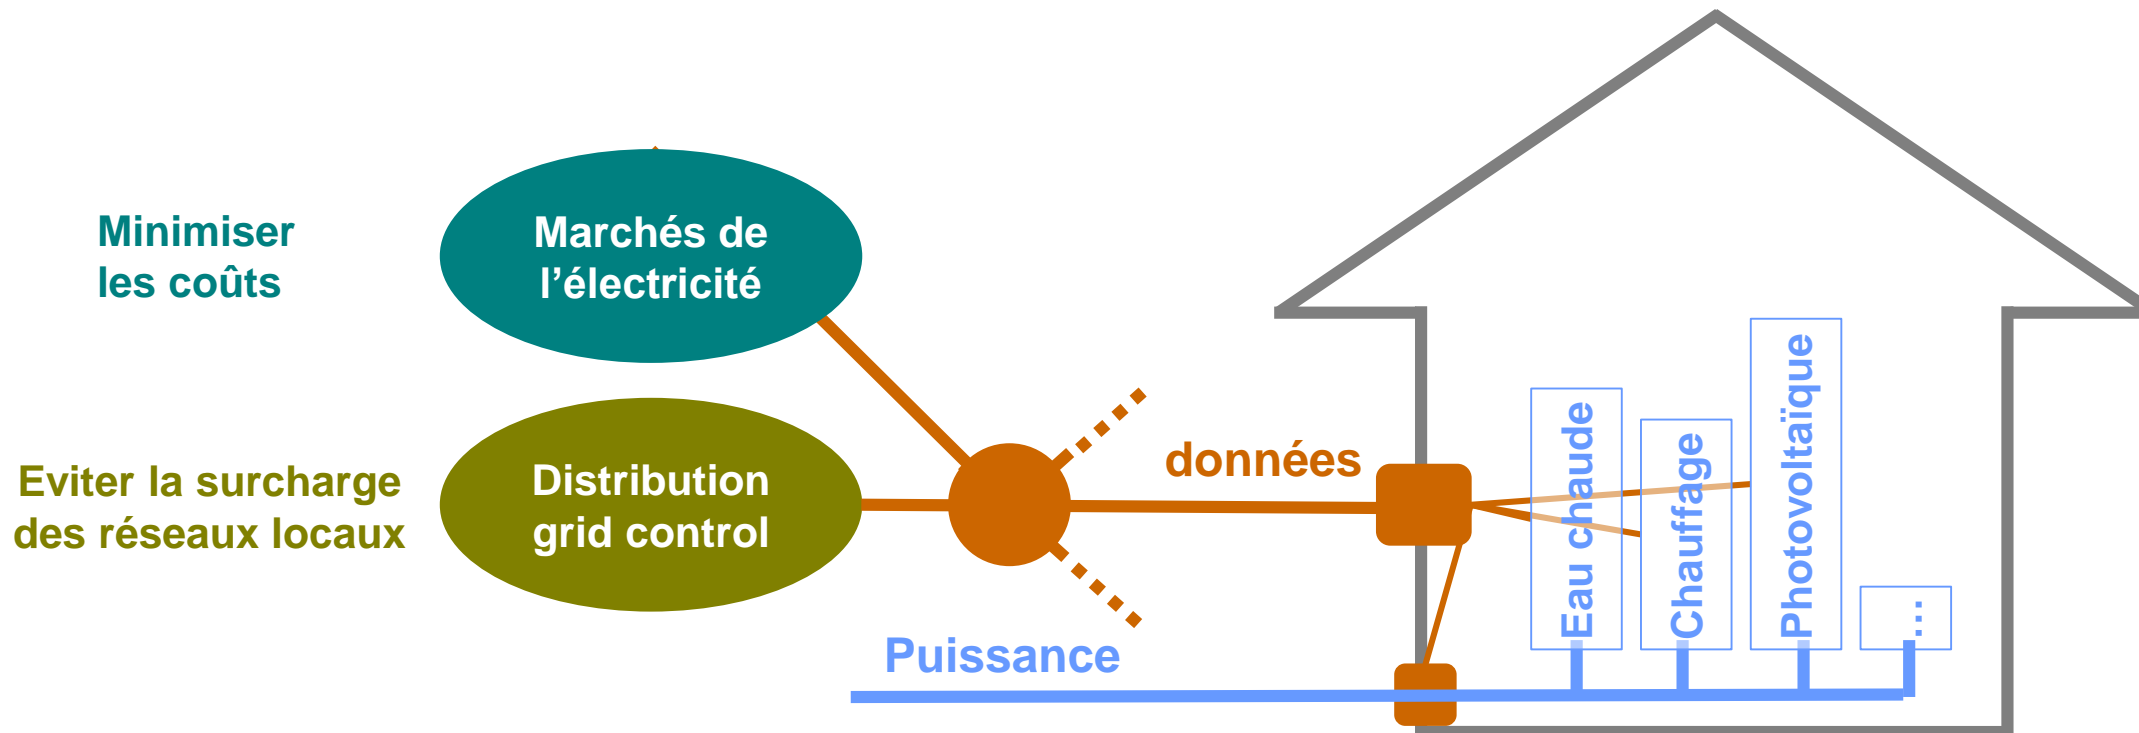 Minimiser
les coûts
Marchés de
l’électricité
Eviter la surcharge
des réseaux locaux
Distribution
grid control
données
Puissance
Eau chaude
Chauffage
Photovoltaïque
...